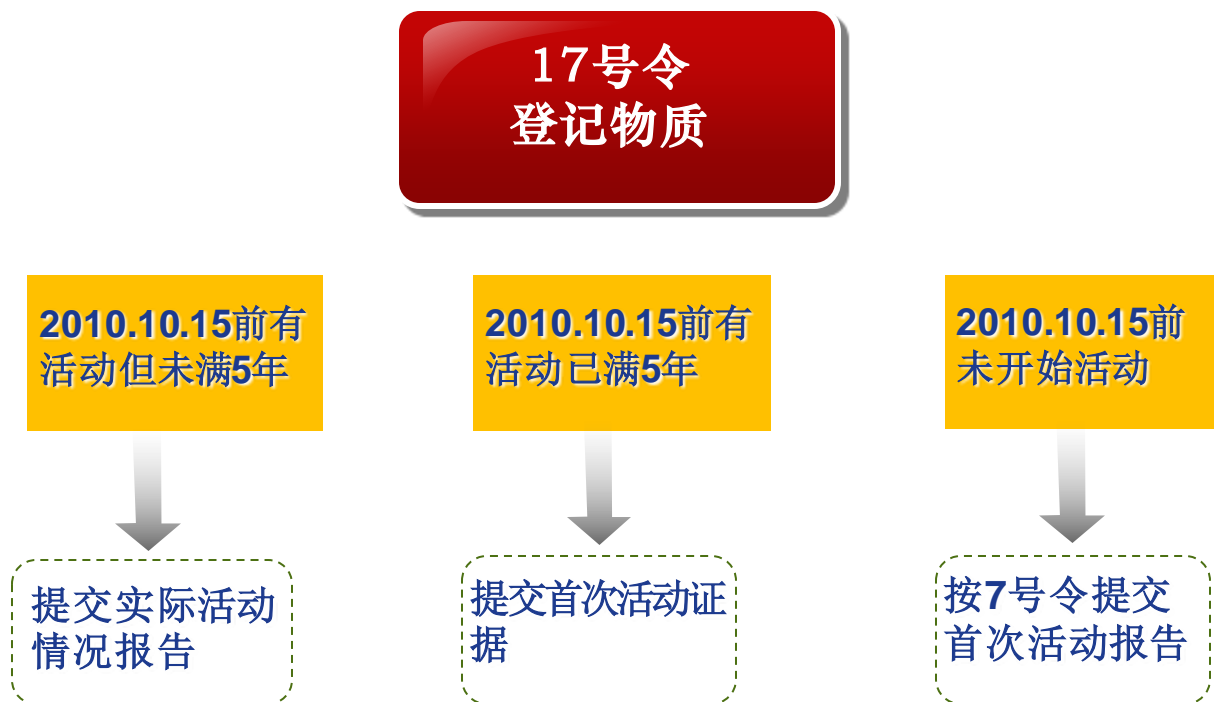 17号令
登记物质
2010.10.15前有
活动但未满5年
2010.10.15前有
活动已满5年
2010.10.15前
未开始活动
提交实际活动
情况报告
提交首次活动证
据
按7号令提交
首次活动报告